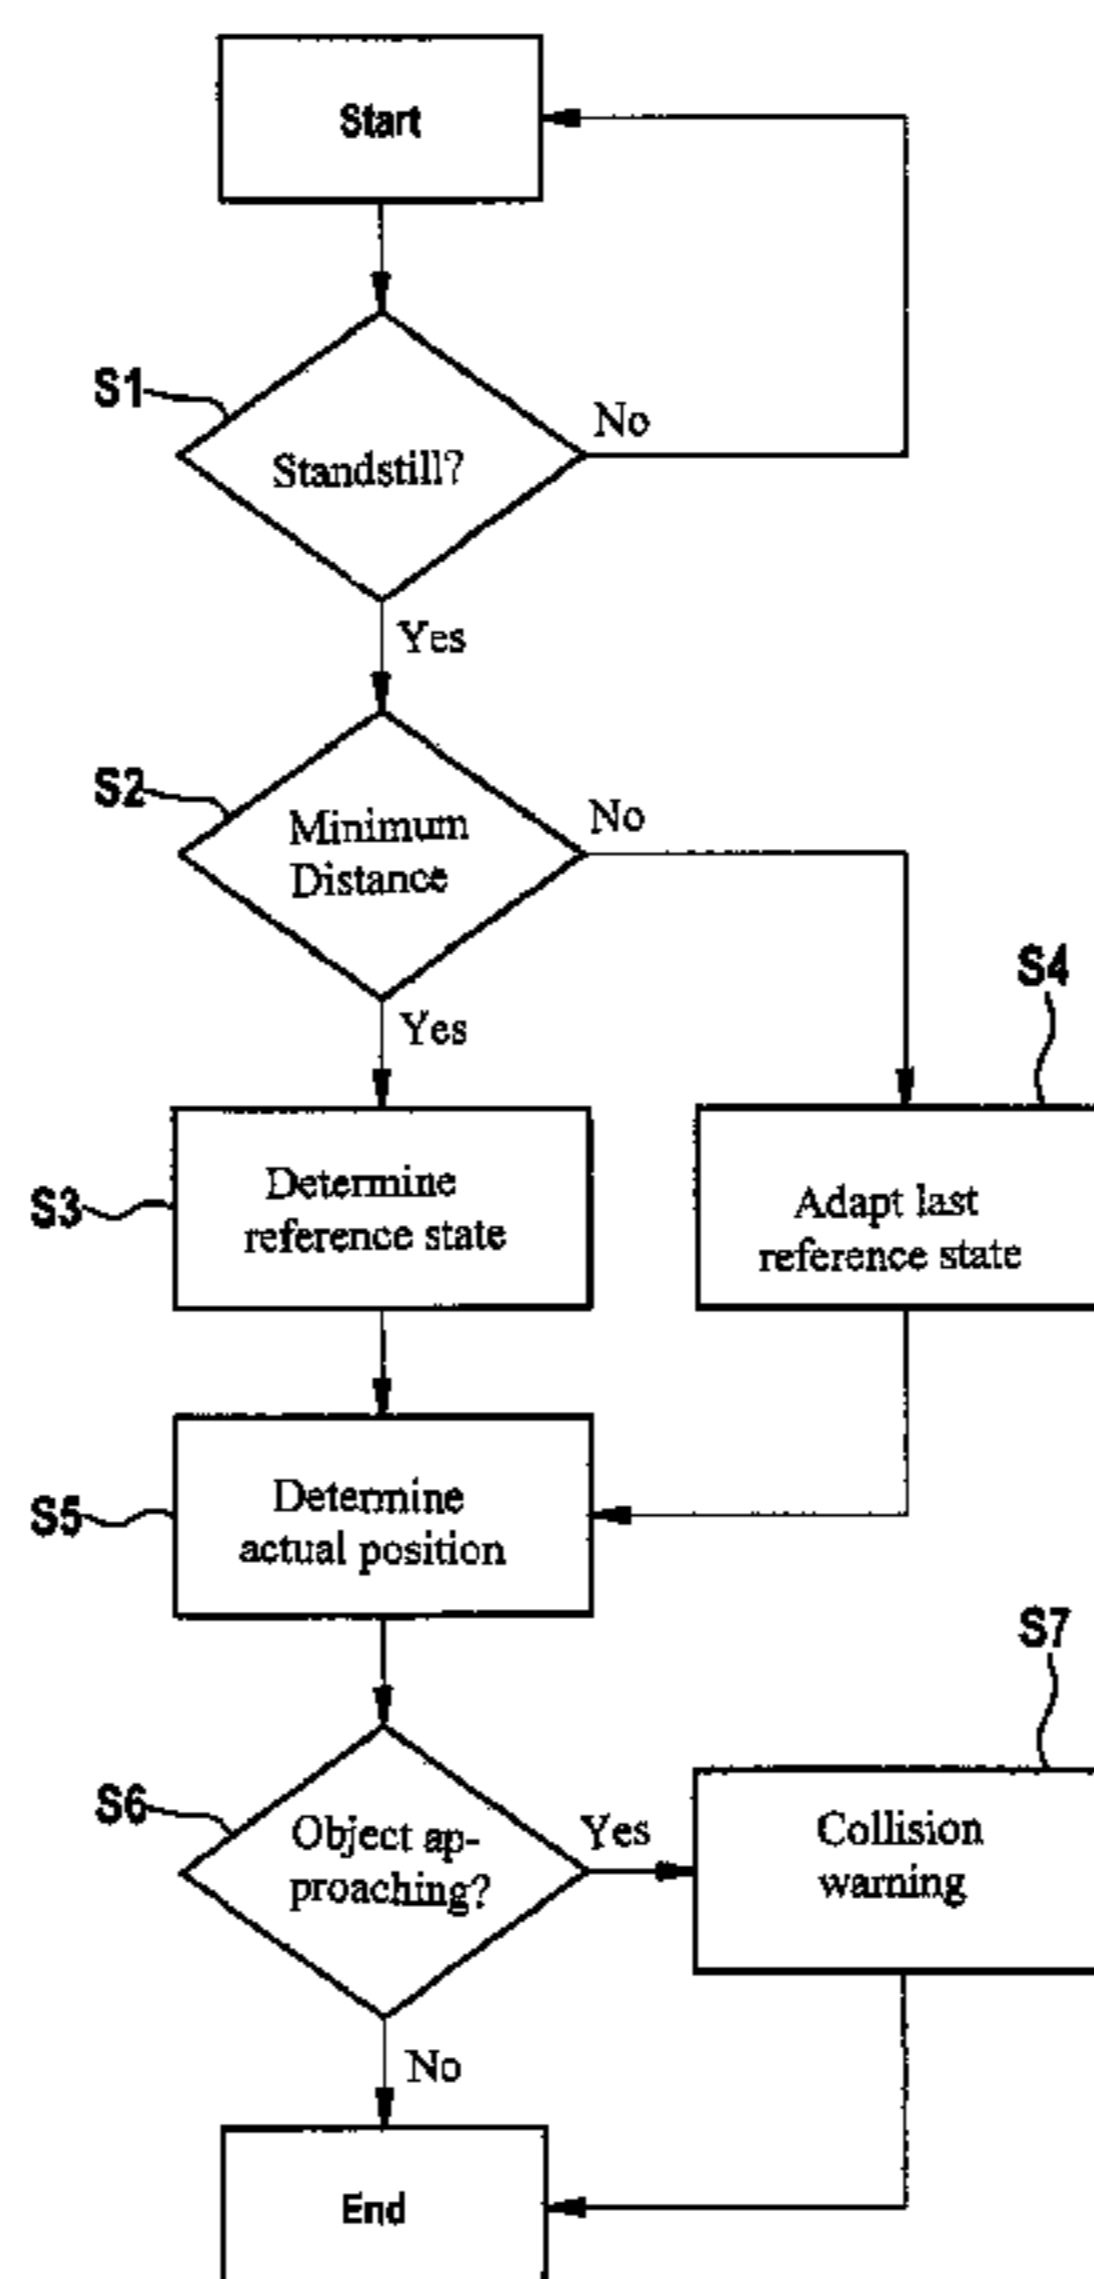 Start
S1
No
Standstill?
Yes
S2
No
Minimum
Distance
S4
Yes
S3
Determine
reference state
Adapt last
reference state
S5
Determine
actual position
S7
S6
Object ap-
proaching?
Yes
Collision
warning
No
End